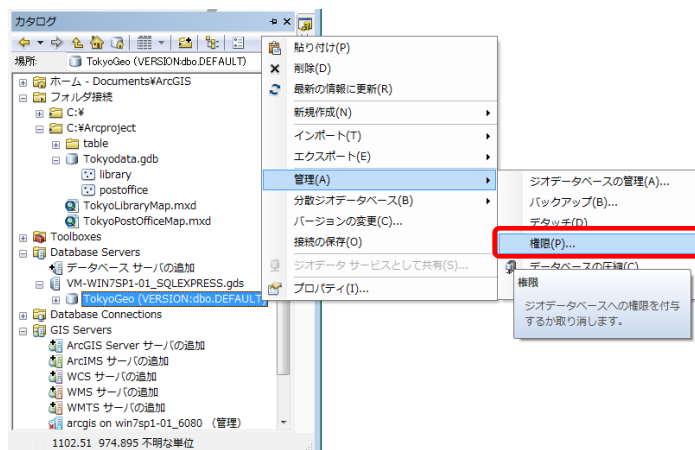 カタログ
場所: TokyoGeo (VERSION:dbo.DEFAULT)
ホーム - Documents¥ArcGIS
フォルダ接続
C:¥
C:¥Arcproject
table
Tokyodata.gdb
library
postoffice
TokyoLibraryMap.mxd
TokyoPostOfficeMap.mxd
Toolboxes
Database Servers
データベース サーバの追加
VM-WIN7SP1-01_SQLEXPRESS.gds
TokyoGeo (VERSION:dbo.DEFAULT
Database Connections
GIS Servers
ArcGIS Server サーバの追加
ArcIMS サーバの追加
WCS サーバの追加
WMS サーバの追加
WMTS サーバの追加
arcgis on win7sp1-01_6080 (管理)
1102.51 974.895 不明な単位
貼り付け(P)
削除(D)
最新の情報に更新(R)
新規作成(N)
インポート(T)
エクスポート(E)
管理(A)
分散ジオデータベース(B)
バージョンの変更(C)...
接続の保存(O)
ジオデータ サービスとして共有(S)...
プロパティ(I)...
ジオデータベースの管理(A)...
バックアップ(B)...
デタッチ(D)
権限(P)...
データベースの圧縮(C)
権限
ジオデータベースへの権限を付与
するか取り消します。